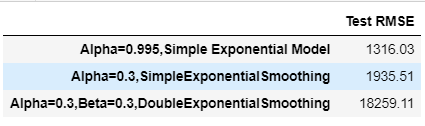 Test RMSE
Alpha=0.995,Simple Exponential Model 1316.03
Alpha=0.3,SimpleExponentialSmoothing 1935.51
Alpha=0.3,Beta=0.3,DoubleExponentialSmoothing 18259.11